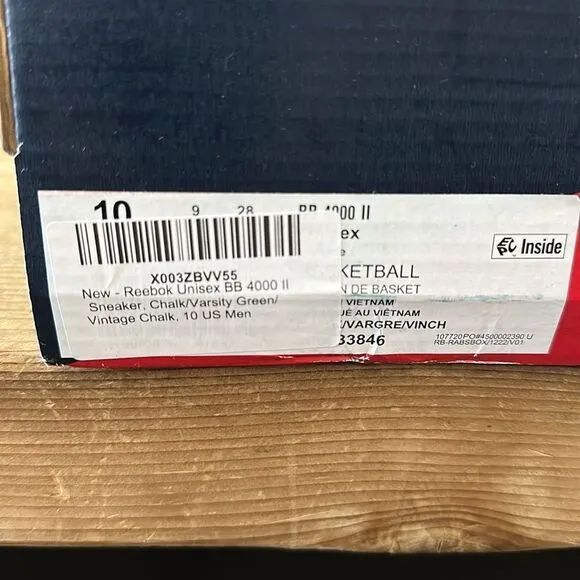 10 9 28 BB 4000 II
ex
X003ZBVV55
New - Reebok Unisex BB 4000 II
Sneaker, Chalk/Varsity Green/
Vintage Chalk, 10 US Men
KETBALL
N DE BASKET
VIETNAM
UÉ AU VIÊTNAM
/VARGRE/VINCH
33846
Inside
107720PO#4500002390 U
RB-RABSBOX/1222/V01